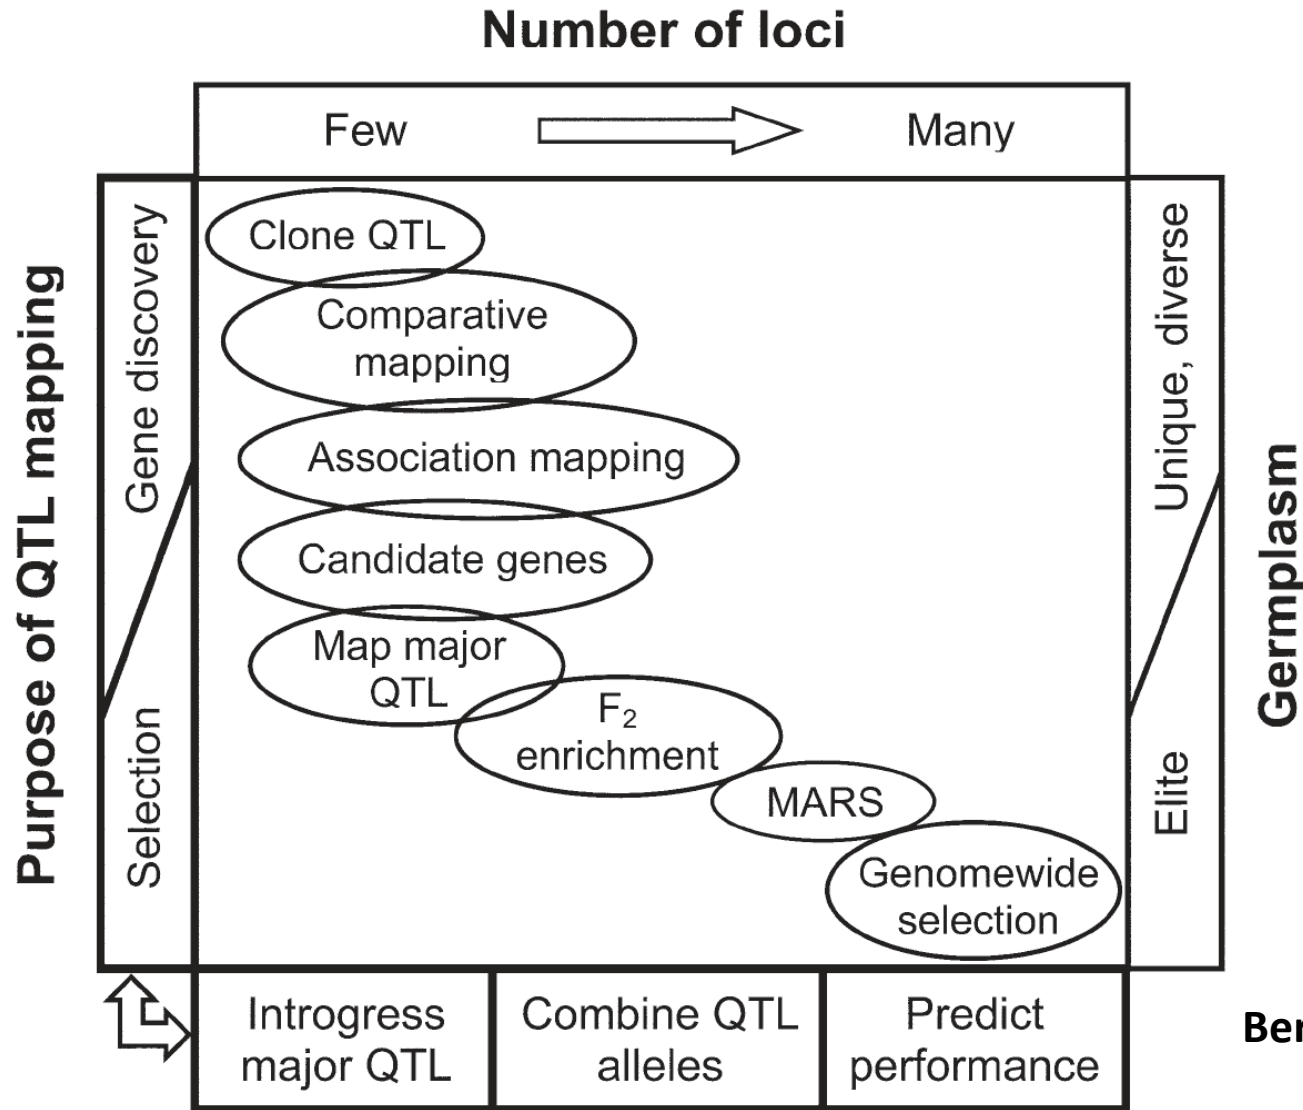 Number of loci
Few
Many
Purpose of QTL mapping
Gene discovery
Selection
Clone QTL
Comparative
mapping
Association mapping
Candidate genes
Map major
QTL
F₂
enrichment
MARS
Genomewide
selection
Unique, diverse
Elite
Germplasm
Introgress
major QTL
Combine QTL
alleles
Predict
performance